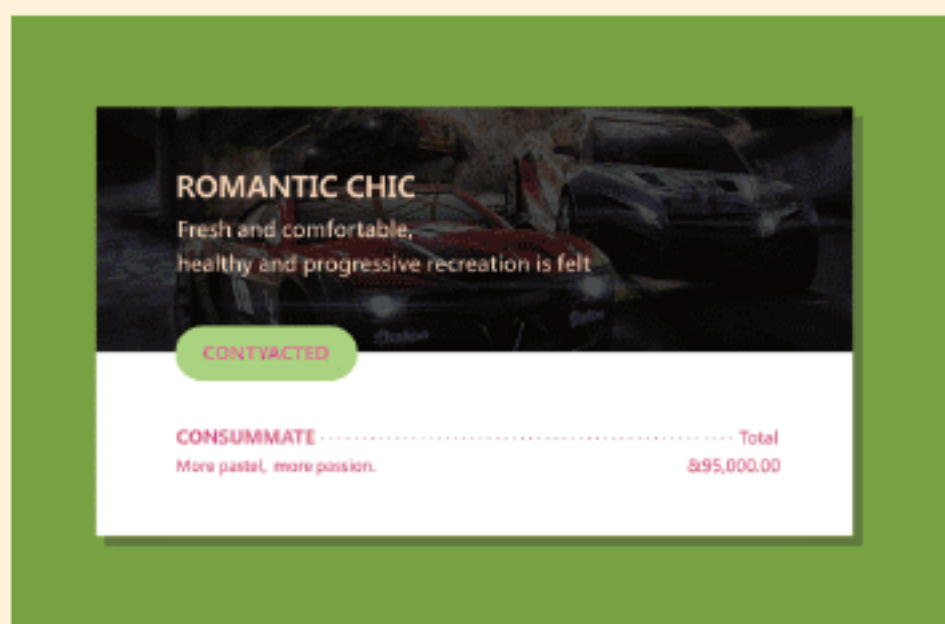 ROMANTIC CHIC
Fresh and comfortable,
healthy and progressive recreation is felt
CONTYACTED
CONSUMMATE Total
More pastel, more passion. &95,000.00